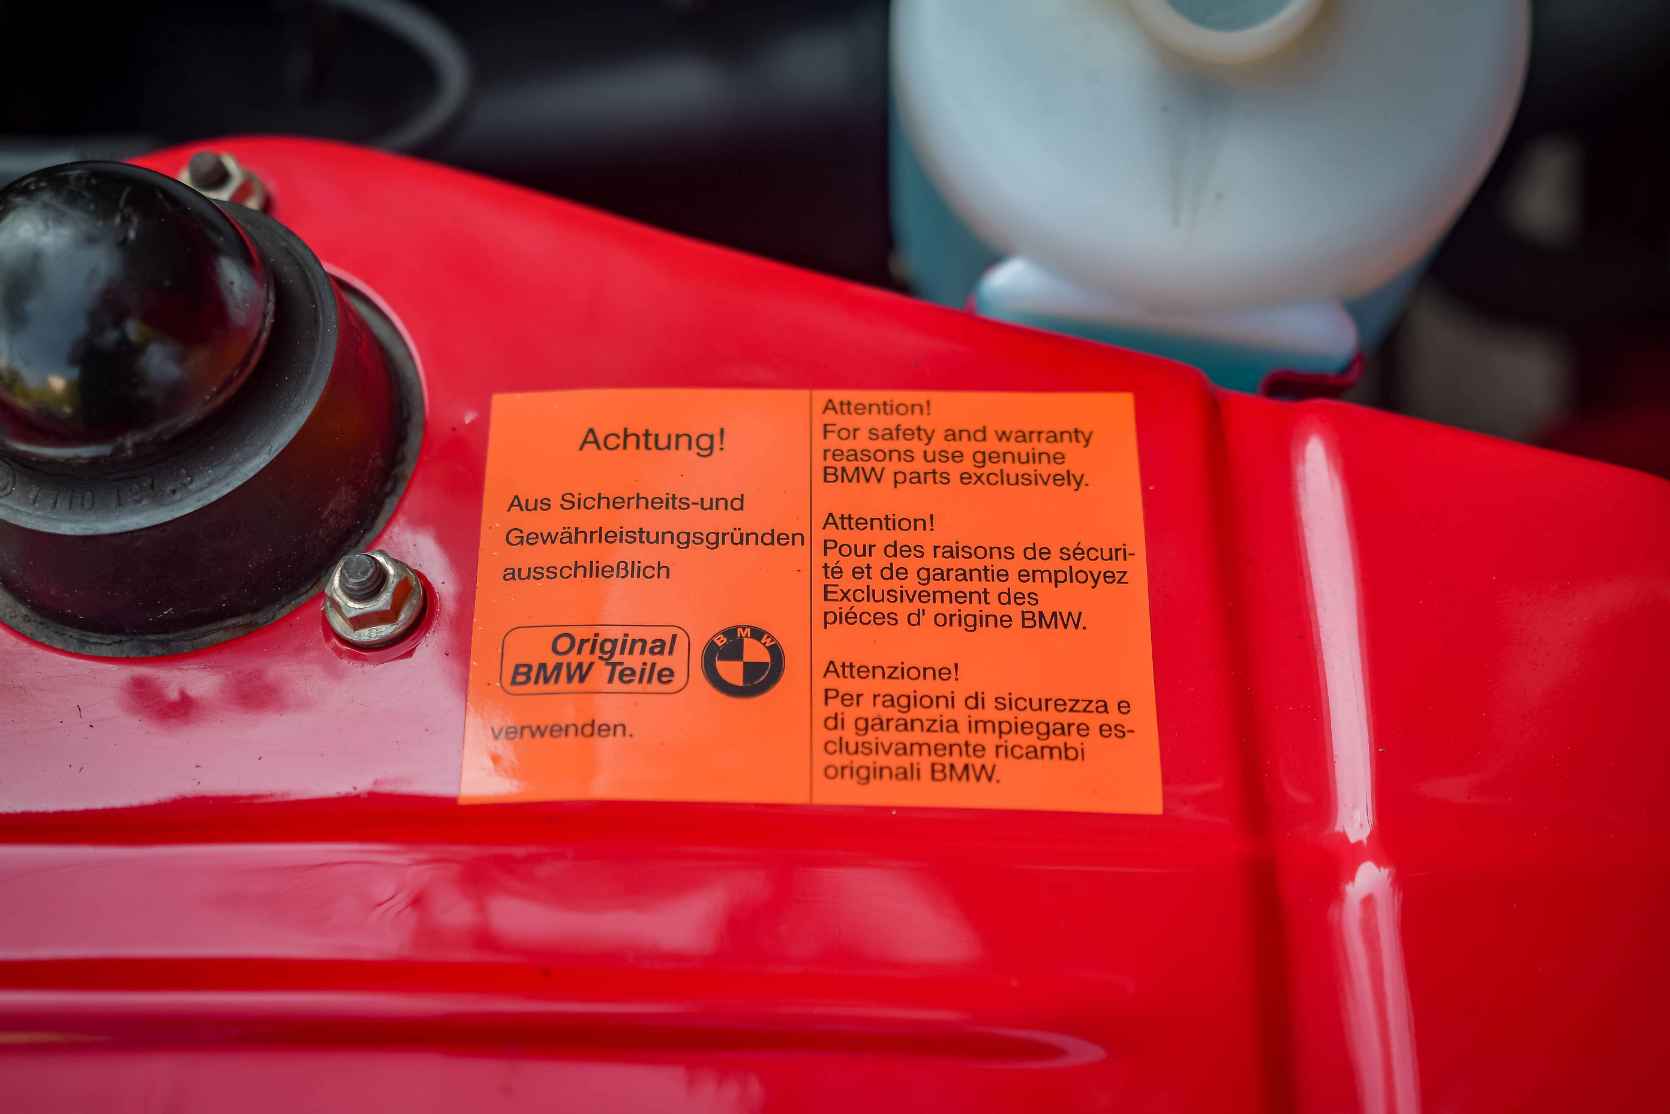 Achtung!
Aus Sicherheits-und
Gewährleistungsgründen
ausschließlich
Original
BMW Teile
BMW
verwenden.
Attention!
For safety and warranty
reasons use genuine
BMW parts exclusively.
Attention!
Pour des raisons de sécuri-
té et de garantie employez
Exclusivement des
piéces d' origine BMW.
Attenzione!
Per ragioni di sicurezza e
di garanzia impiegare es-
clusivamente ricambi
originali BMW.